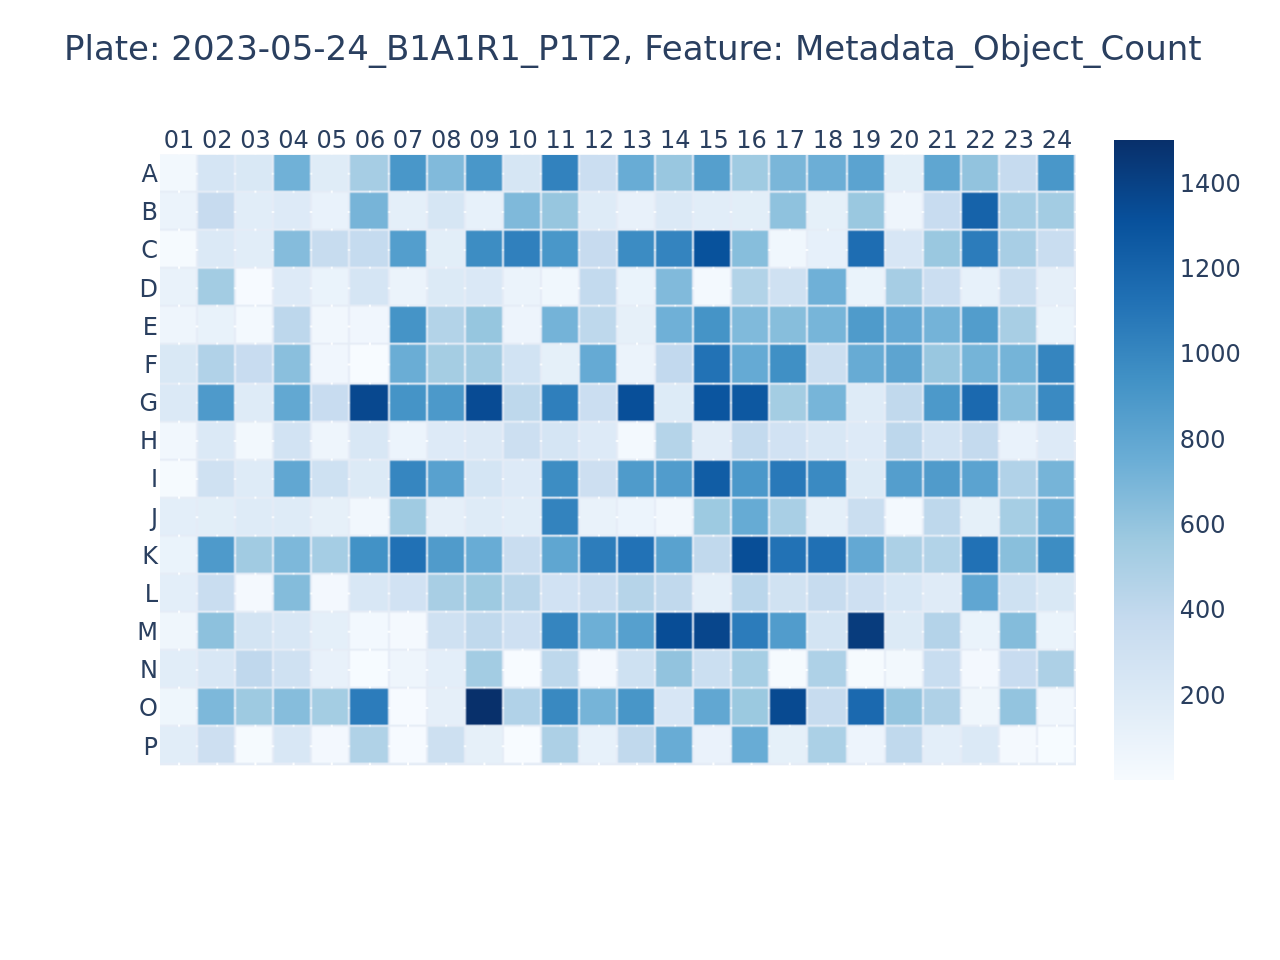 Plate: 2023-05-24_B1A1R1_P1T2, Feature: Metadata_Object_Count
01 02 03 04 05 06 07 08 09 10 11 12 13 14 15 16 17 18 19 20 21 22 23 24
A
B
C
D
E
F
G
H
I
J
K
L
M
N
O
P
1400
1200
1000
800
600
400
200